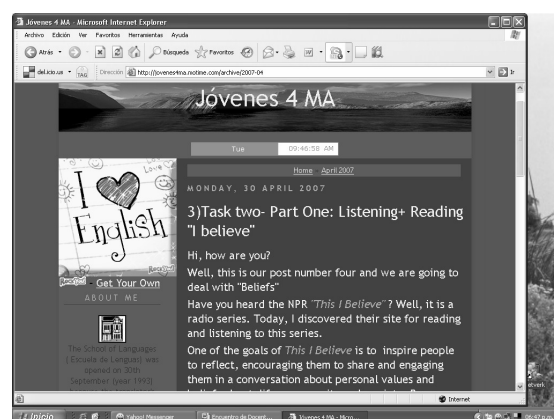 Jóvenes 4 MA - Microsoft Internet Explorer
Archivo Edición Ver Favoritos Herramientas Ayuda
Atrás Búsqueda Favoritos
del.icio.us TAG Dirección http://jovenes4ma.motime.com/archive/2007-04 Ir
Jóvenes 4 MA
Tue 09:46:58 AM
Home - April 2007
MONDAY, 30 APRIL 2007
3)Task two- Part One: Listening+ Reading
"I believe"
Hi, how are you?
Well, this is our post number four and we are going to
deal with "Beliefs"
Have you heard the NPR "This I Believe" ? Well, it is a
radio series. Today, I discovered their site for reading
and listening to this series.
One of the goals of This I Believe is to inspire people
to reflect, encouraging them to share and engaging
them in a conversation about personal values and
I
English
- Get Your Own
ABOUT ME
The School of Languages
( Escuela de Lenguas) was
opened on 30th
September (year 1993)
Internet
Inicio
Yahoo! Messenger
Encuentro de Docent...
Jóvenes 4 MA - Micro...
06:47 p.m.